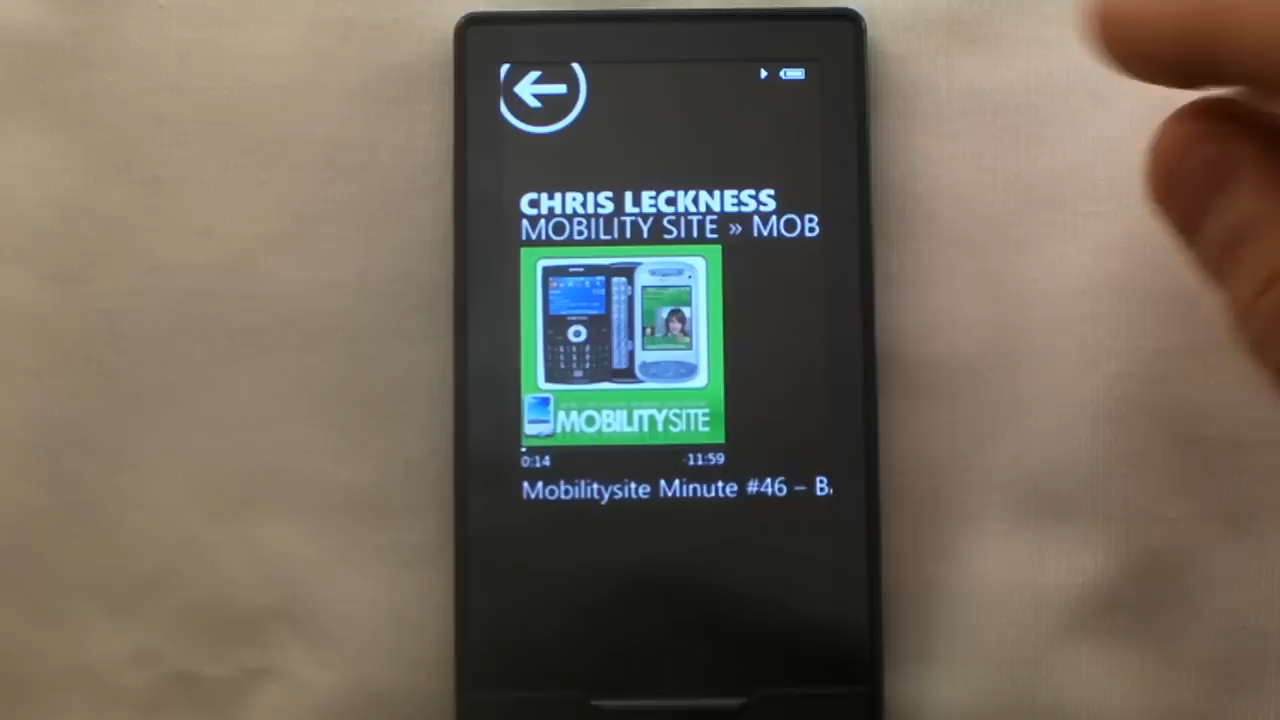 CHRIS LECKNESS
MOBILITY SITE » MOB
MOBILITYSITE
0:14 -11:59
Mobilitysite Minute #46 – B